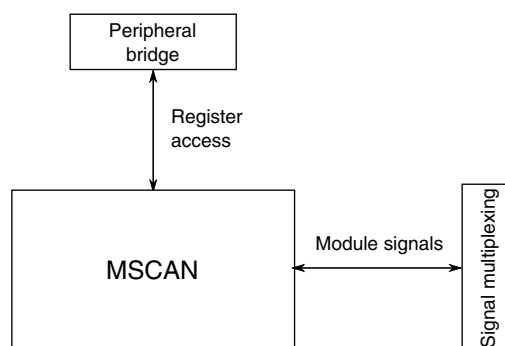 Peripheral
bridge
Register
access
MSCAN
Module signals
Signal multiplexing